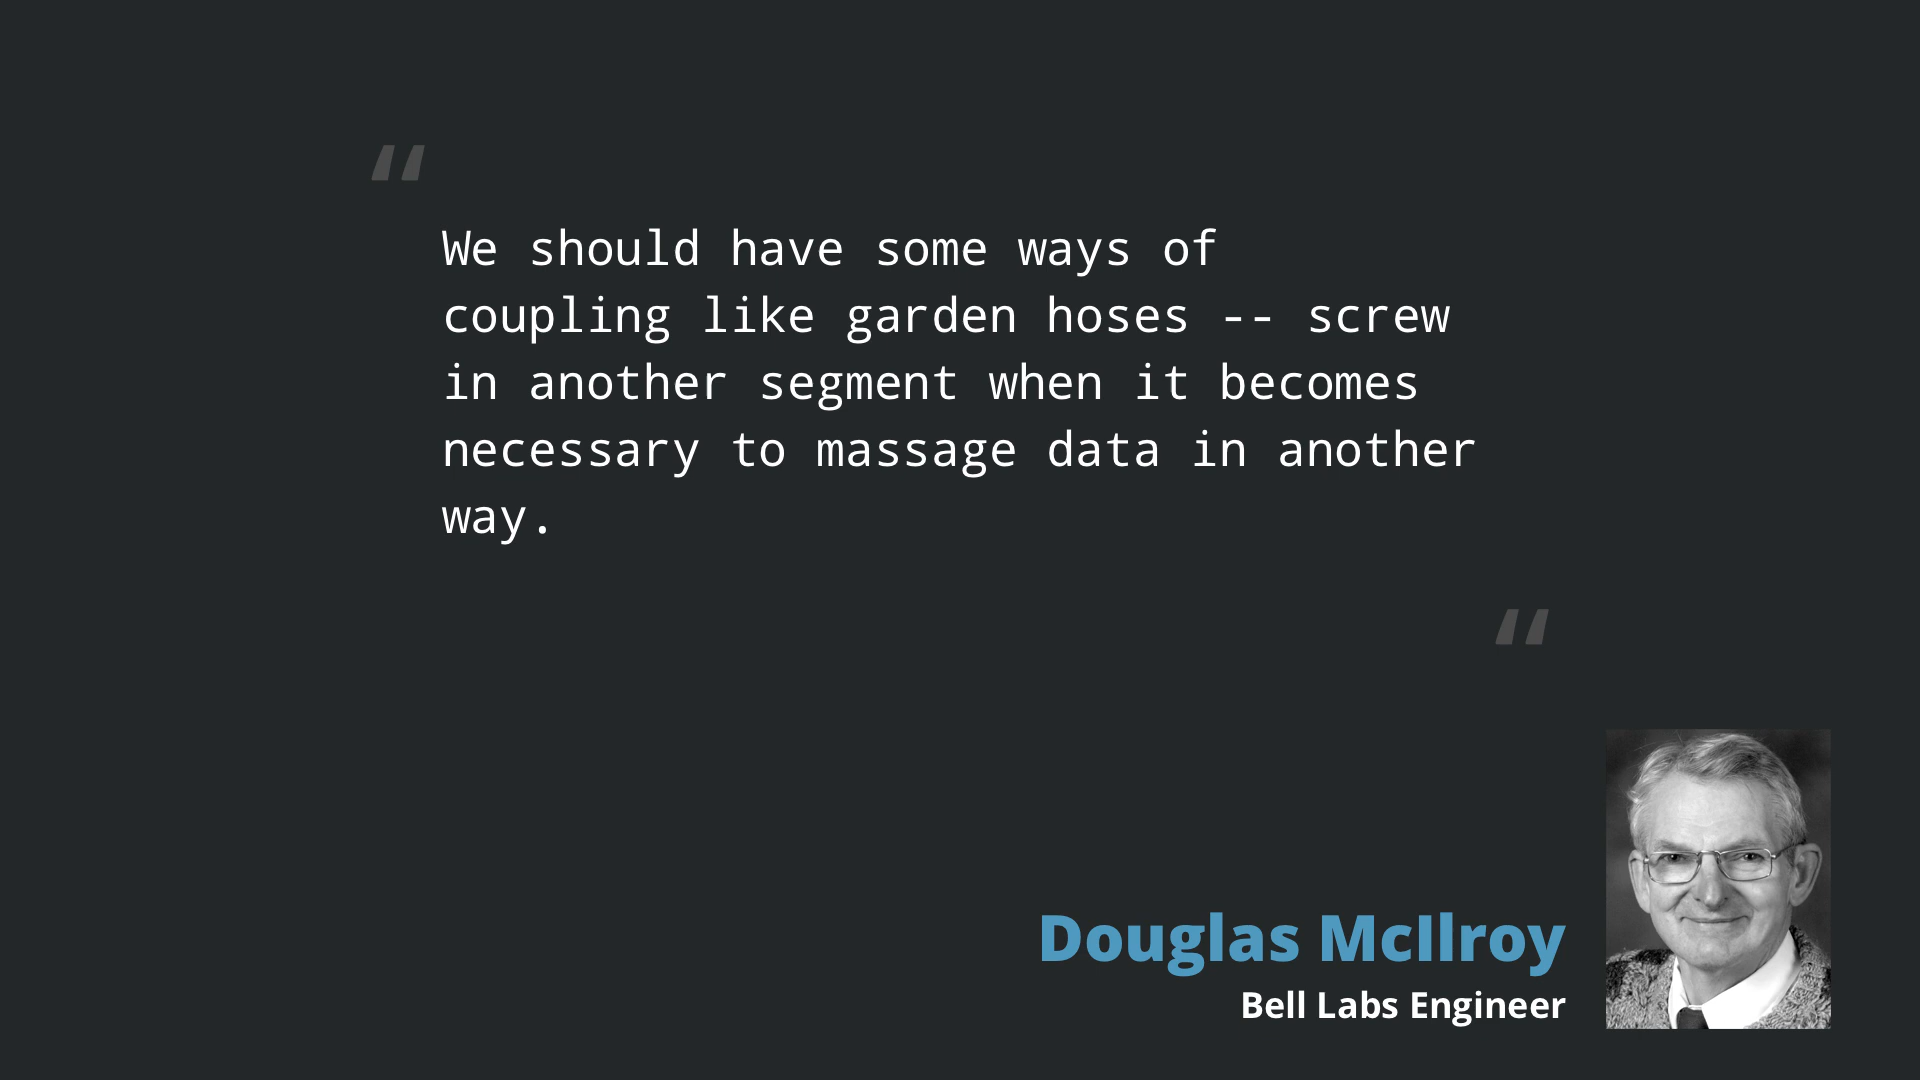 “
We should have some ways of
coupling like garden hoses -- screw
in another segment when it becomes
necessary to massage data in another
way.
“
Douglas McIlroy
Bell Labs Engineer